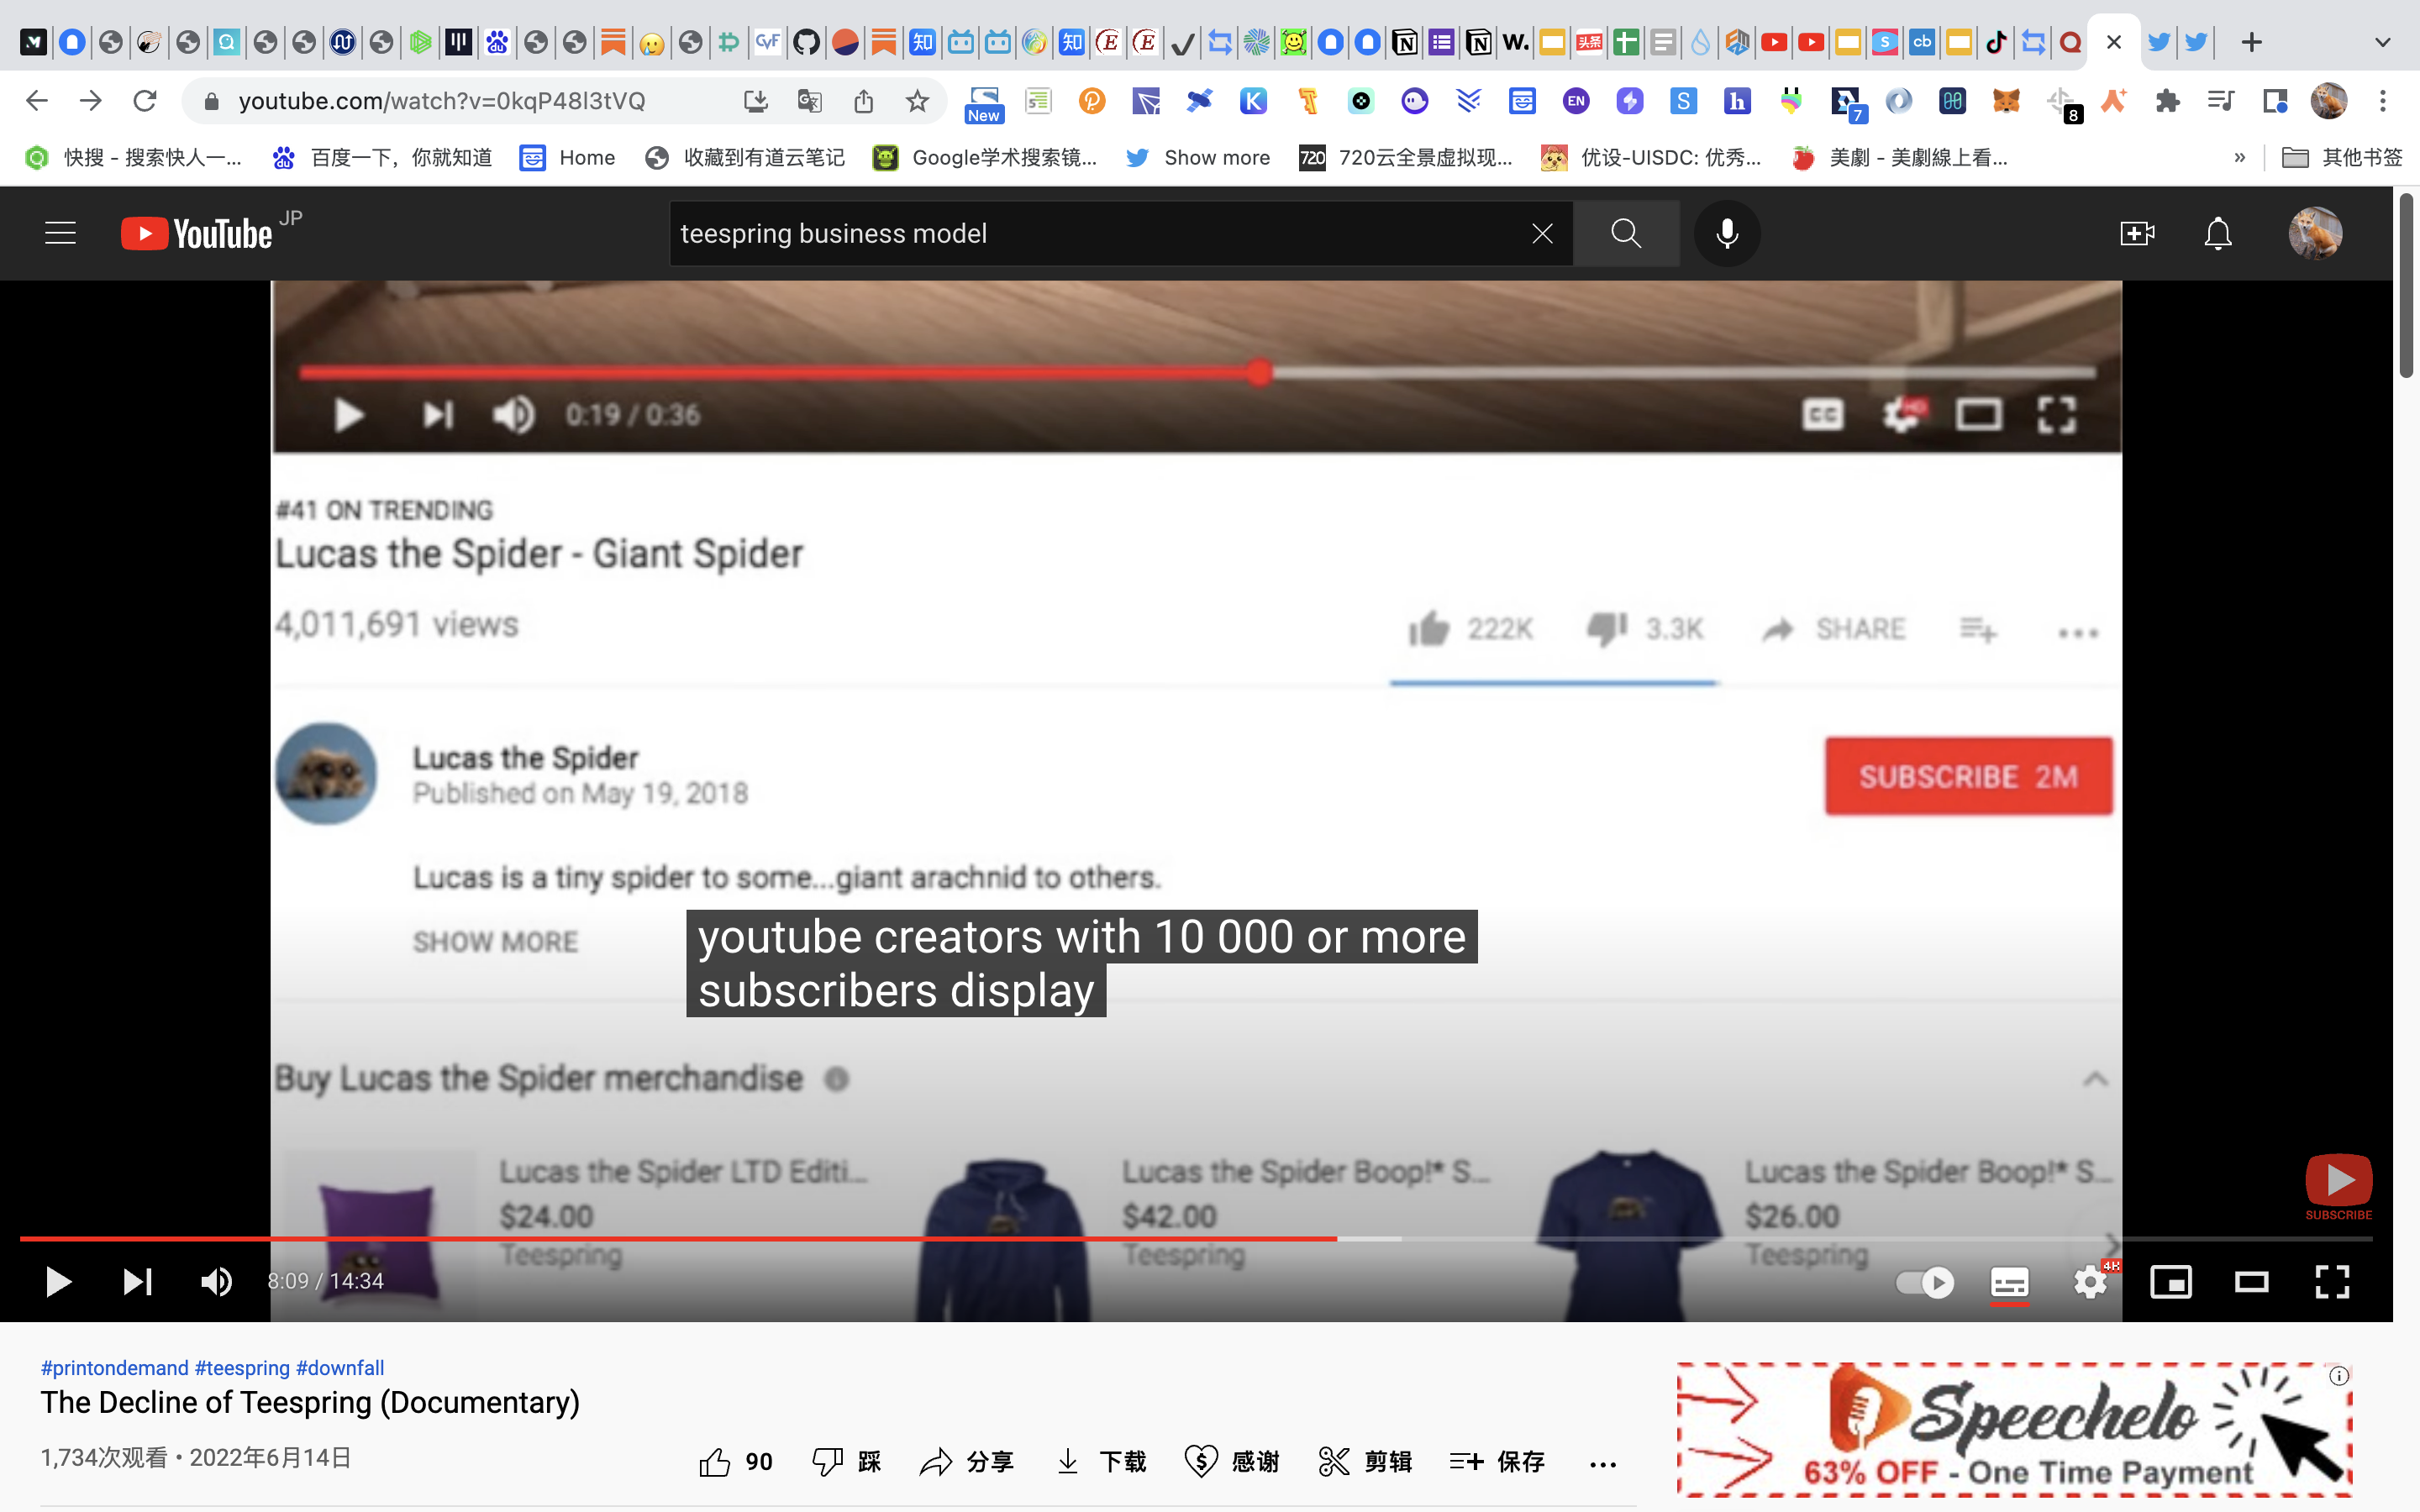 youtube.com/watch?v=0kqP48l3tVQ
New
EN
7
8
快搜 - 搜索快人一...
百度一下，你就知道
Home
收藏到有道云笔记
Google学术搜索镜...
Show more
720
720云全景虚拟现...
优设-UISDC: 优秀...
美劇 - 美劇線上看...
»
其他书签
YouTube JP
teespring business model
0:19 / 0:36
CC
HD
#41 ON TRENDING
Lucas the Spider - Giant Spider
4,011,691 views
222K
3.3K
SHARE
Lucas the Spider
Published on May 19, 2018
SUBSCRIBE 2M
Lucas is a tiny spider to some...giant arachnid to others.
SHOW MORE
youtube creators with 10 000 or more
subscribers display
Buy Lucas the Spider merchandise
Lucas the Spider LTD Editi...
$24.00
Teespring
Lucas the Spider Boop!* S...
$42.00
Teespring
Lucas the Spider Boop!* S...
$26.00
Teespring
SUBSCRIBE
8:09 / 14:34
4K
#printondemand #teespring #downfall
The Decline of Teespring (Documentary)
1,734次观看 • 2022年6月14日
90
踩
分享
下载
感谢
剪辑
保存
Speechelo
63% OFF - One Time Payment